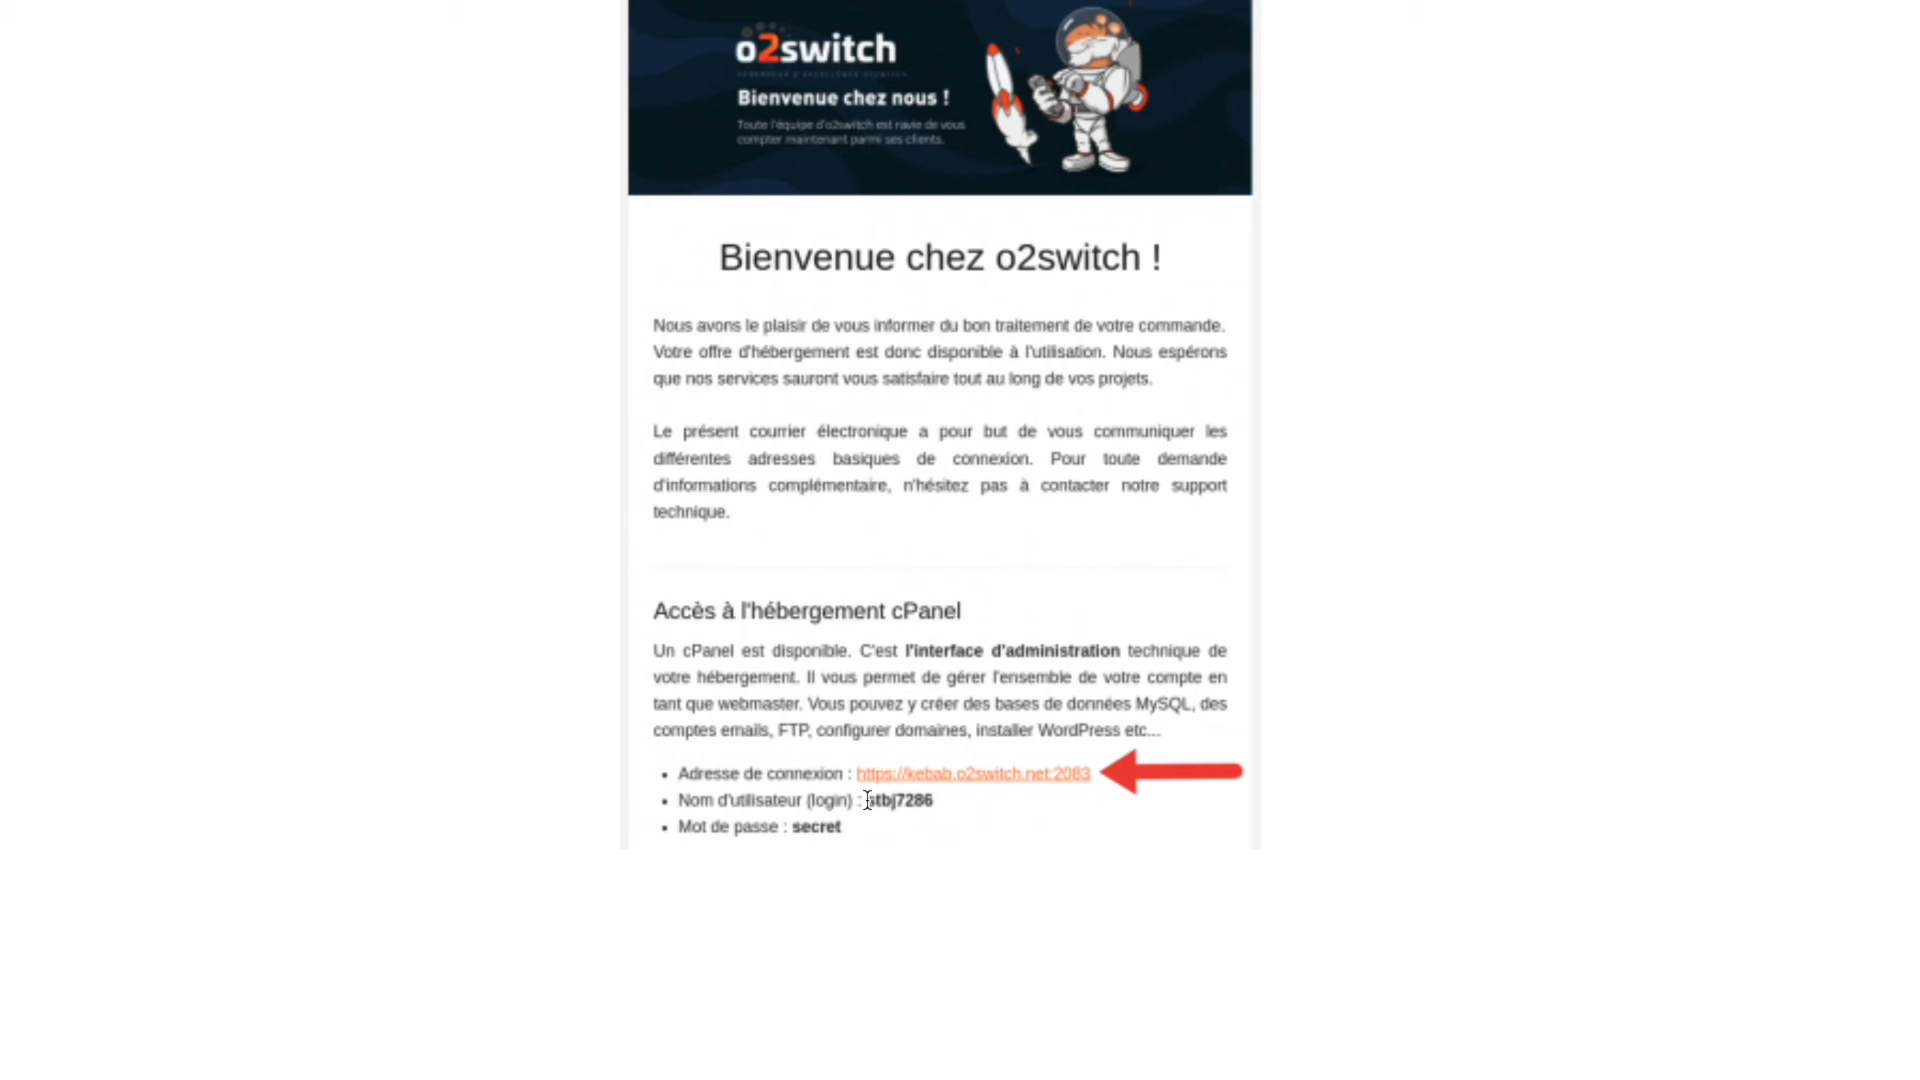 o2switch
Bienvenue chez nous !
Toute l'équipe d'o2switch est ravie de vous
compter maintenant parmi ses clients.
Bienvenue chez o2switch !
Nous avons le plaisir de vous informer du bon traitement de votre commande.
Votre offre d'hébergement est donc disponible à l'utilisation. Nous espérons
que nos services sauront vous satisfaire tout au long de vos projets.
Le présent courrier électronique a pour but de vous communiquer les
différentes adresses basiques de connexion. Pour toute demande
d'informations complémentaire, n'hésitez pas à contacter notre support
technique.
Accès à l'hébergement cPanel
Un cPanel est disponible. C'est l'interface d'administration technique de
votre hébergement. Il vous permet de gérer l'ensemble de votre compte en
tant que webmaster. Vous pouvez y créer des bases de données MySQL, des
comptes emails, FTP, configurer domaines, installer WordPress etc...
• Adresse de connexion : https://kebab.o2switch.net:2083
• Nom d'utilisateur (login) : stbj7286
• Mot de passe : secret